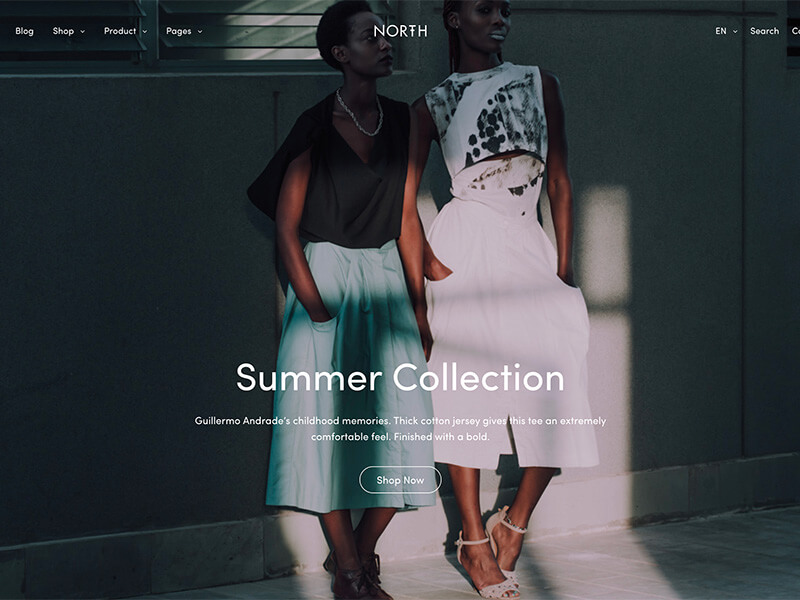 Blog Shop Product Pages NORTH EN Search
Summer Collection
Guillermo Andrade's childhood memories. Thick cotton jersey gives this tee an extremely
comfortable feel. Finished with a bold.
Shop Now